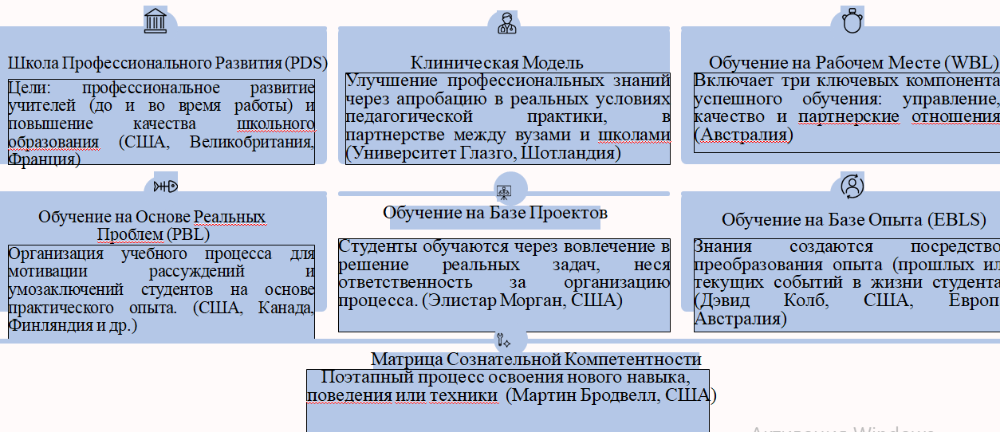 Школа Профессионального Развития (PDS)
Цели: профессиональное развитие
учителей (до и во время работы) и
повышение качества школьного
образования (США, Великобритания,
Франция)
Клиническая Модель
Улучшение профессиональных знаний
через апробацию в реальных условиях
педагогической практики, в
партнерстве между вузами и школами
(Университет Глазго, Шотландия)
Обучение на Рабочем Месте (WBL)
Включает три ключевых компонента
успешного обучения: управление,
качество и партнерские отношения
(Австралия)
Обучение на Основе Реальных
Проблем (PBL)
Организация учебного процесса для
мотивации рассуждений и
умозаключений студентов на основе
практического опыта. (США, Канада,
Финляндия и др.)
Обучение на Базе Проектов
Студенты обучаются через вовлечение в
решение реальных задач, неся
ответственность за организацию
процесса. (Элистар Морган, США)
Обучение на Базе Опыта (EBLS)
Знания создаются посредство
преобразования опыта (прошлых ил
текущих событий в жизни студента
(Дэвид Колб, США, Европ
Австралия)
Матрица Сознательной Компетентности
Поэтапный процесс освоения нового навыка,
поведения или техники (Мартин Бродвелл, США)
Активация Windows